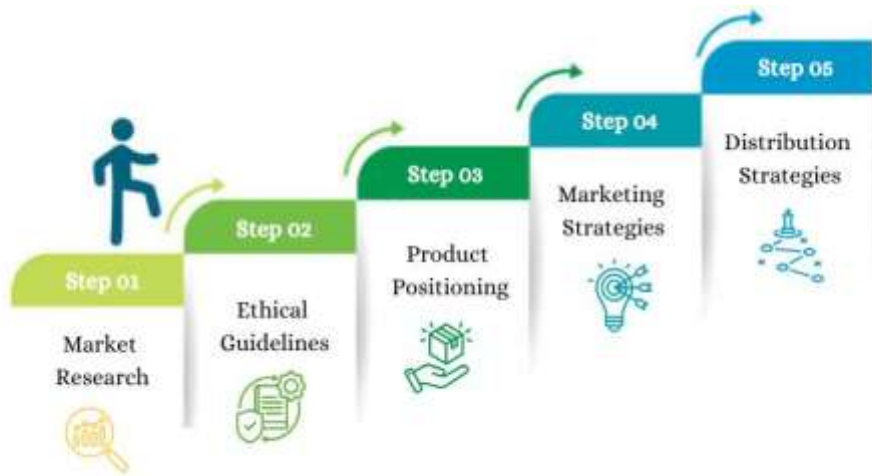 Step 01
Market
Research
Step 02
Ethical
Guidelines
Step 03
Product
Positioning
Step 04
Marketing
Strategies
Step 05
Distribution
Strategies